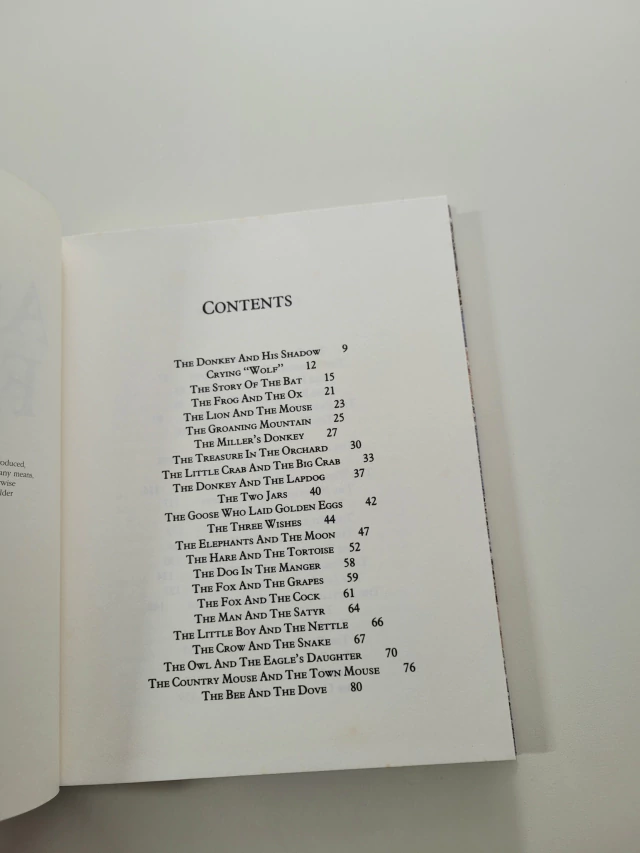 oduced,
any means,
wise
lder
CONTENTS
THE DONKEY AND HIS SHADOW 9
CRYING "WOLF" 12
THE STORY OF THE BAT 15
THE FROG AND THE OX 21
THE LION AND THE MOUSE 23
THE GROANING MOUNTAIN 25
THE MILLER'S DONKEY 27
THE TREASURE IN THE ORCHARD 30
THE LITTLE CRAB AND THE BIG CRAB 33
THE DONKEY AND THE LAPDOG 37
THE TWO JARS 40
THE GOOSE WHO LAID GOLDEN EGGS 42
THE THREE WISHES 44
THE ELEPHANTS AND THE MOON 47
THE HARE AND THE TORTOISE 52
THE DOG IN THE MANGER 58
THE FOX AND THE GRAPES 59
THE FOX AND THE COCK 61
THE MAN AND THE SATYR 64
THE LITTLE BOY AND THE NETTLE 66
THE CROW AND THE SNAKE 67
THE OWL AND THE EAGLE'S DAUGHTER 70
THE COUNTRY MOUSE AND THE TOWN MOUSE 76
THE BEE AND THE DOVE 80